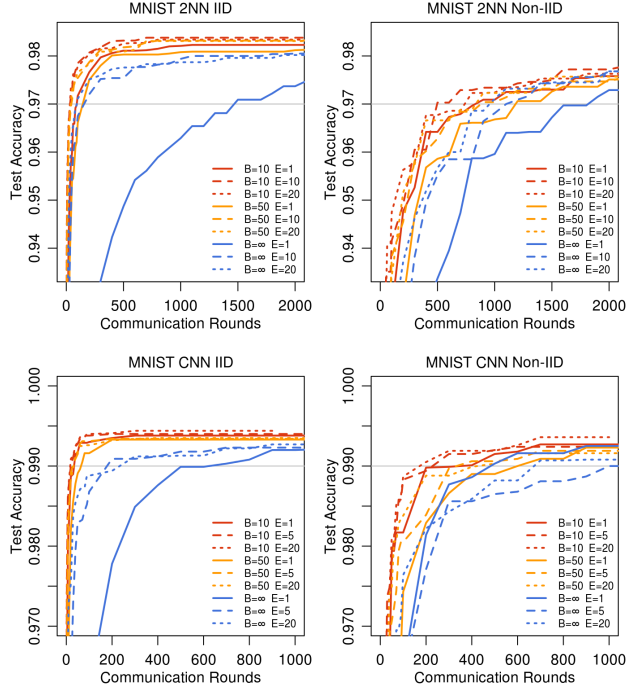 MNIST 2NN IID
Test Accuracy
0.98
0.97
0.96
0.95
0.94
B=10 E=1
B=10 E=10
B=10 E=20
B=50 E=1
B=50 E=10
B=50 E=20
B=∞ E=1
B=∞ E=10
B=∞ E=20
0 500 1000 1500 2000
Communication Rounds
MNIST 2NN Non-IID
Test Accuracy
0.98
0.97
0.96
0.95
0.94
B=10 E=1
B=10 E=10
B=10 E=20
B=50 E=1
B=50 E=10
B=50 E=20
B=∞ E=1
B=∞ E=10
B=∞ E=20
0 500 1000 1500 2000
Communication Rounds
MNIST CNN IID
Test Accuracy
1.000
0.990
0.980
0.970
B=10 E=1
B=10 E=5
B=10 E=20
B=50 E=1
B=50 E=5
B=50 E=20
B=∞ E=1
B=∞ E=5
B=∞ E=20
0 200 400 600 800 1000
Communication Rounds
MNIST CNN Non-IID
Test Accuracy
1.000
0.990
0.980
0.970
B=10 E=1
B=10 E=5
B=10 E=20
B=50 E=1
B=50 E=5
B=50 E=20
B=∞ E=1
B=∞ E=5
B=∞ E=20
0 200 400 600 800 1000
Communication Rounds